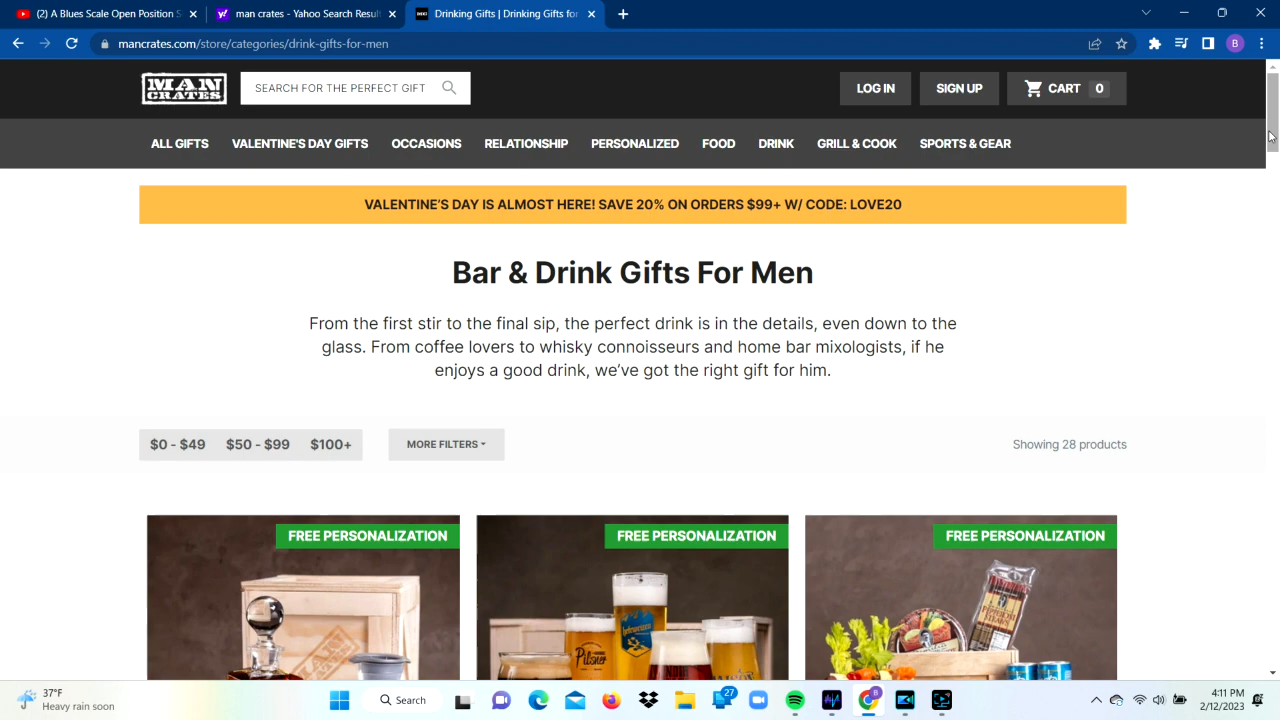 (2) A Blues Scale Open Position S
man crates - Yahoo Search Result
Drinking Gifts | Drinking Gifts for
mancrates.com/store/categories/drink-gifts-for-men
B
MAN CRATES
SEARCH FOR THE PERFECT GIFT
LOG IN
SIGN UP
CART 0
ALL GIFTS
VALENTINE'S DAY GIFTS
OCCASIONS
RELATIONSHIP
PERSONALIZED
FOOD
DRINK
GRILL & COOK
SPORTS & GEAR
VALENTINE'S DAY IS ALMOST HERE! SAVE 20% ON ORDERS $99+ W/ CODE: LOVE20
Bar & Drink Gifts For Men
From the first stir to the final sip, the perfect drink is in the details, even down to the
glass. From coffee lovers to whisky connoisseurs and home bar mixologists, if he
enjoys a good drink, we've got the right gift for him.
$0 - $49
$50 - $99
$100+
MORE FILTERS
Showing 28 products
FREE PERSONALIZATION
FREE PERSONALIZATION
FREE PERSONALIZATION
Pilsner
37°F
Heavy rain soon
Search
27
B
4:11 PM
2/12/2023